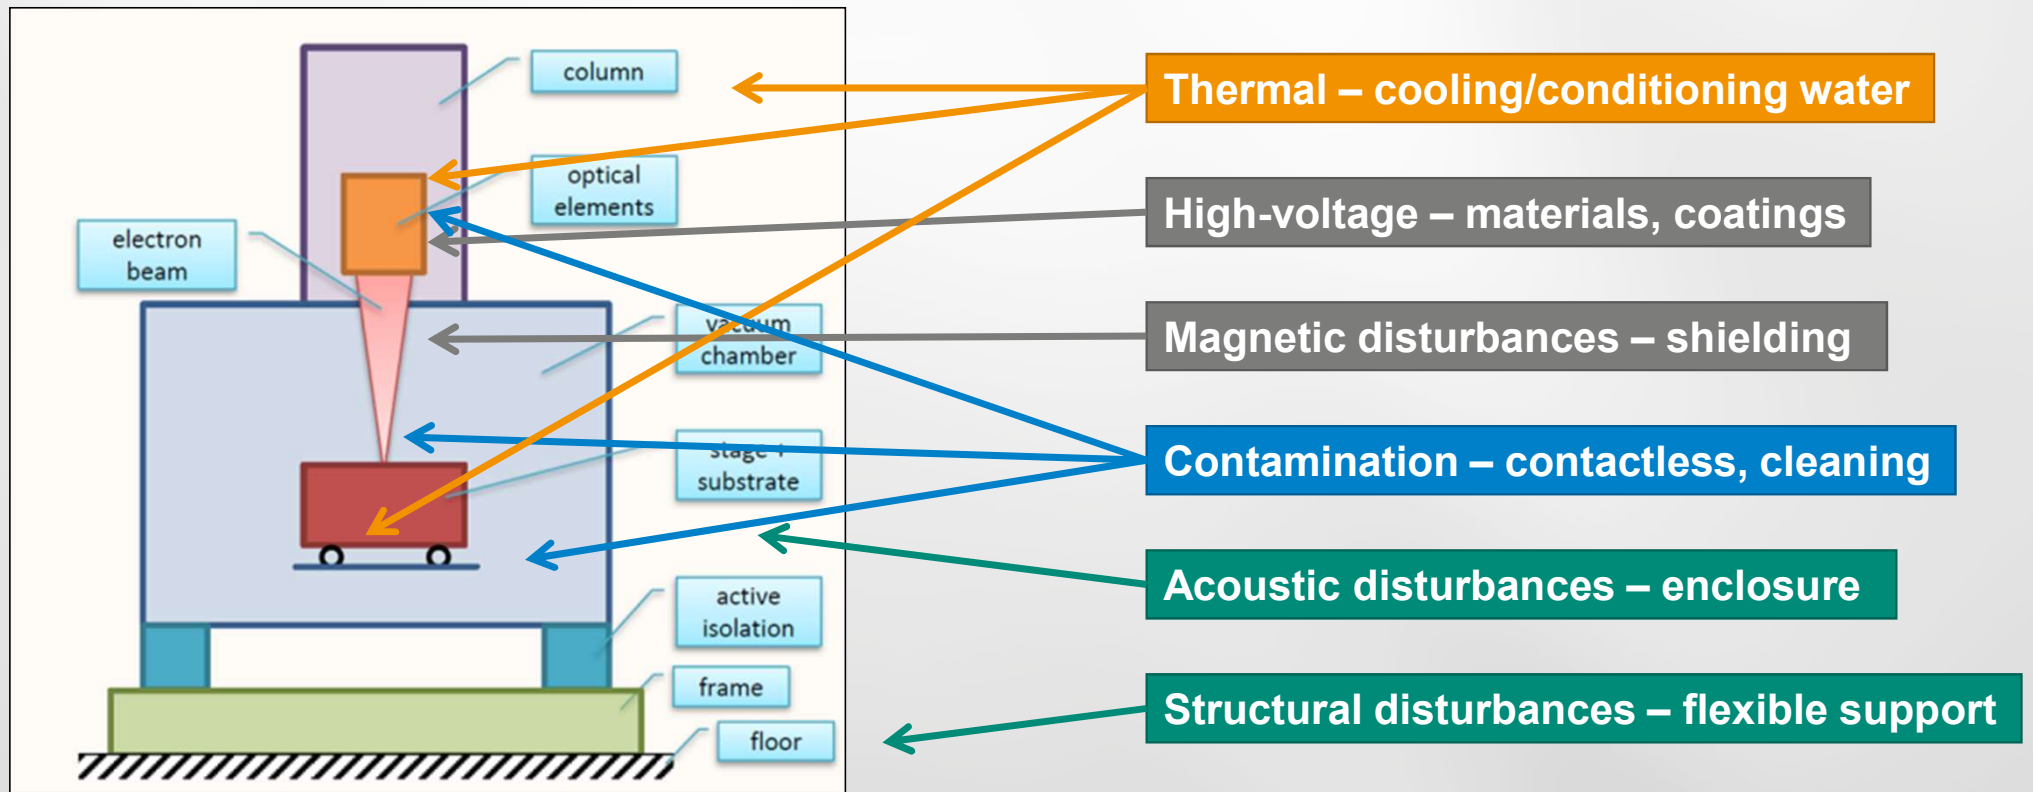 column
optical
elements
electron
beam
vacuum
chamber
stage +
substrate
active
isolation
frame
floor
Thermal – cooling/conditioning water
High-voltage – materials, coatings
Magnetic disturbances – shielding
Contamination – contactless, cleaning
Acoustic disturbances – enclosure
Structural disturbances – flexible support